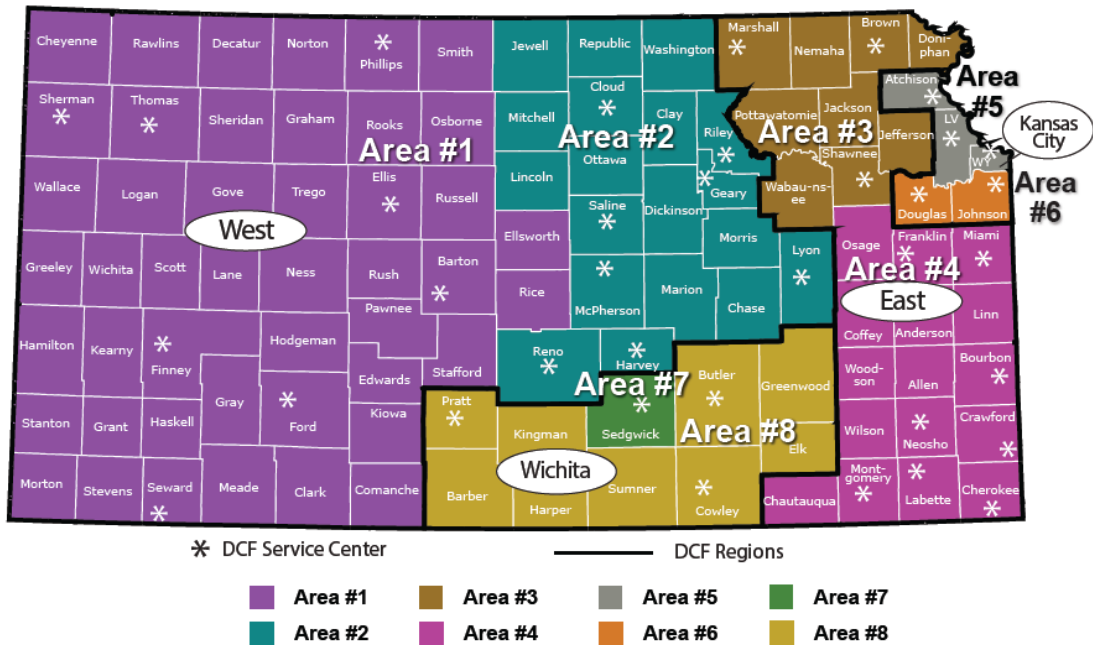 Cheyenne Rawlins Decatur Norton Phillips Smith Jewell Republic Washington Marshall Nemaha Brown Doni-
phan
Atchison Area
#5
Sherman Thomas Sheridan Graham Rooks Osborne Mitchell Cloud Clay Riley Pottawatomie Jackson Jefferson LV Kansas
City
WY
Area #1 Area #2 Area #3
Ottawa Shawnee
Wallace Logan Gove Trego Ellis Russell Lincoln Saline Dickinson Geary Wabau-ns-
ee
Douglas Johnson Area
#6
West
Ellsworth Morris Lyon Osage Franklin Miami
Greeley Wichita Scott Lane Ness Rush Barton Rice McPherson Marion Chase Area #4
East
Pawnee Coffey Anderson Linn
Hamilton Kearny Finney Hodgeman Edwards Stafford Reno Harvey Butler Greenwood Wood-
son
Allen Bourbon
Area #7
Stanton Grant Haskell Gray Ford Kiowa Pratt Kingman Sedgwick Area #8 Elk Wilson Neosho Crawford
Wichita
Morton Stevens Seward Meade Clark Comanche Barber Harper Sumner Cowley Chautauqua Mont-
gomery
Labette Cherokee
DCF Service Center DCF Regions
Area #1 Area #3 Area #5 Area #7
Area #2 Area #4 Area #6 Area #8